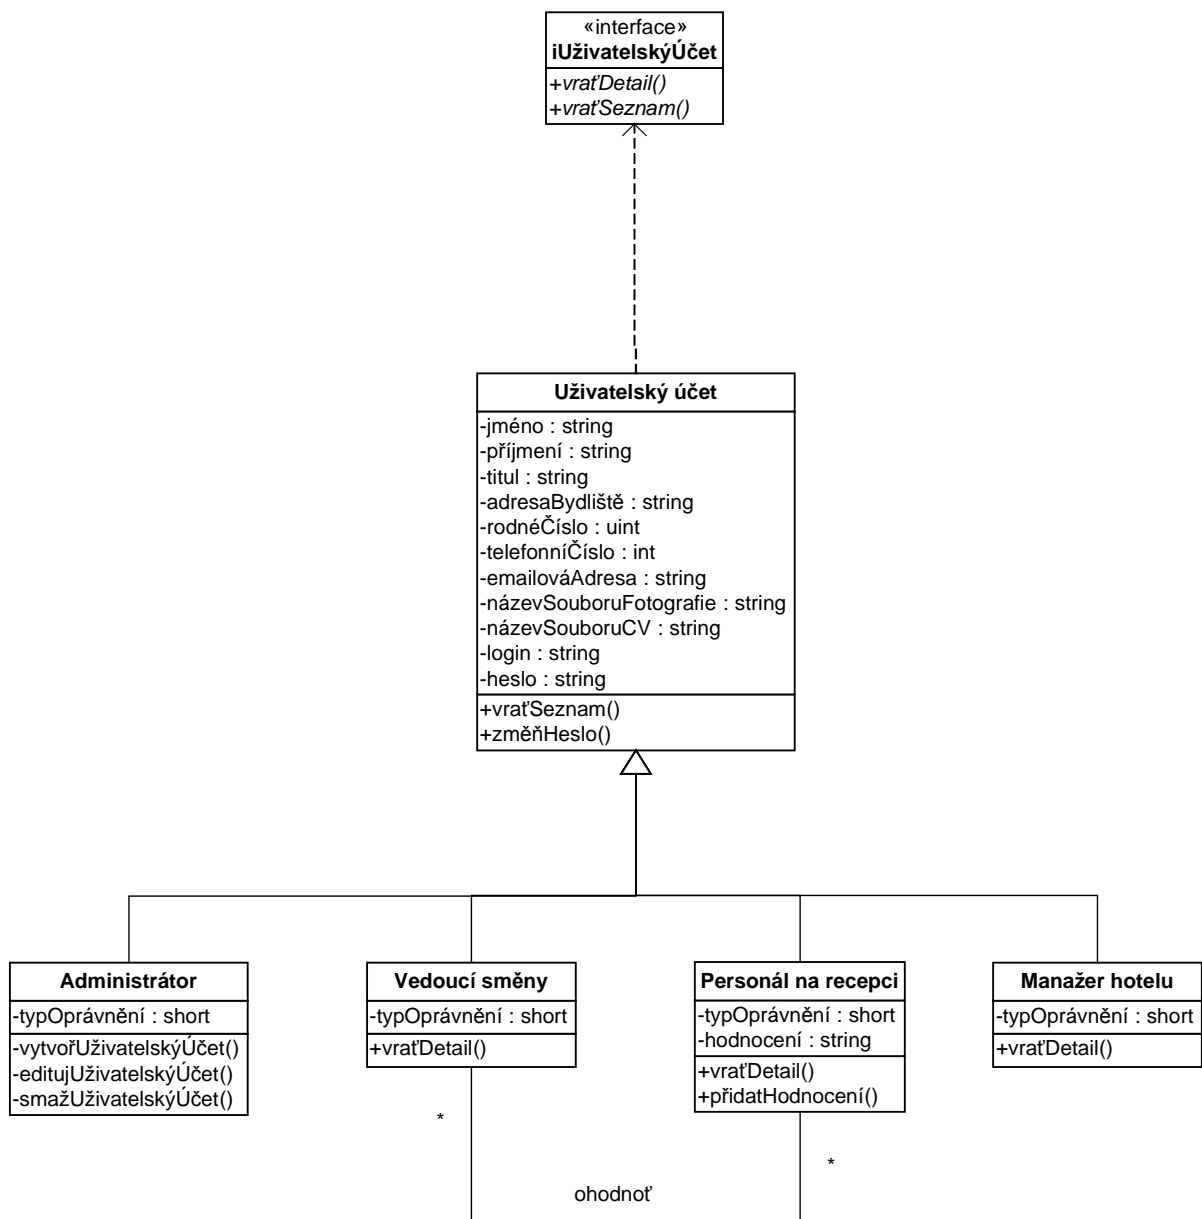 «interface»
iUživatelskýÚčet
+vraťDetail()
+vraťSeznam()
Uživatelský účet
-jméno : string
-příjmení : string
-titul : string
-adresaBydliště : string
-rodnéČíslo : uint
-telefonníČíslo : int
-emailováAdresa : string
-názevSouboruFotografie : string
-názevSouboruCV : string
-login : string
-heslo : string
+vraťSeznam()
+změňHeslo()
Administrátor
-typOprávnění : short
-vytvořUživatelskýÚčet()
-editujUživatelskýÚčet()
-smažUživatelskýÚčet()
Vedoucí směny
-typOprávnění : short
+vraťDetail()
Personál na recepci
-typOprávnění : short
-hodnocení : string
+vraťDetail()
+přidatHodnocení()
Manažer hotelu
-typOprávnění : short
+vraťDetail()
*
*
ohodnoť